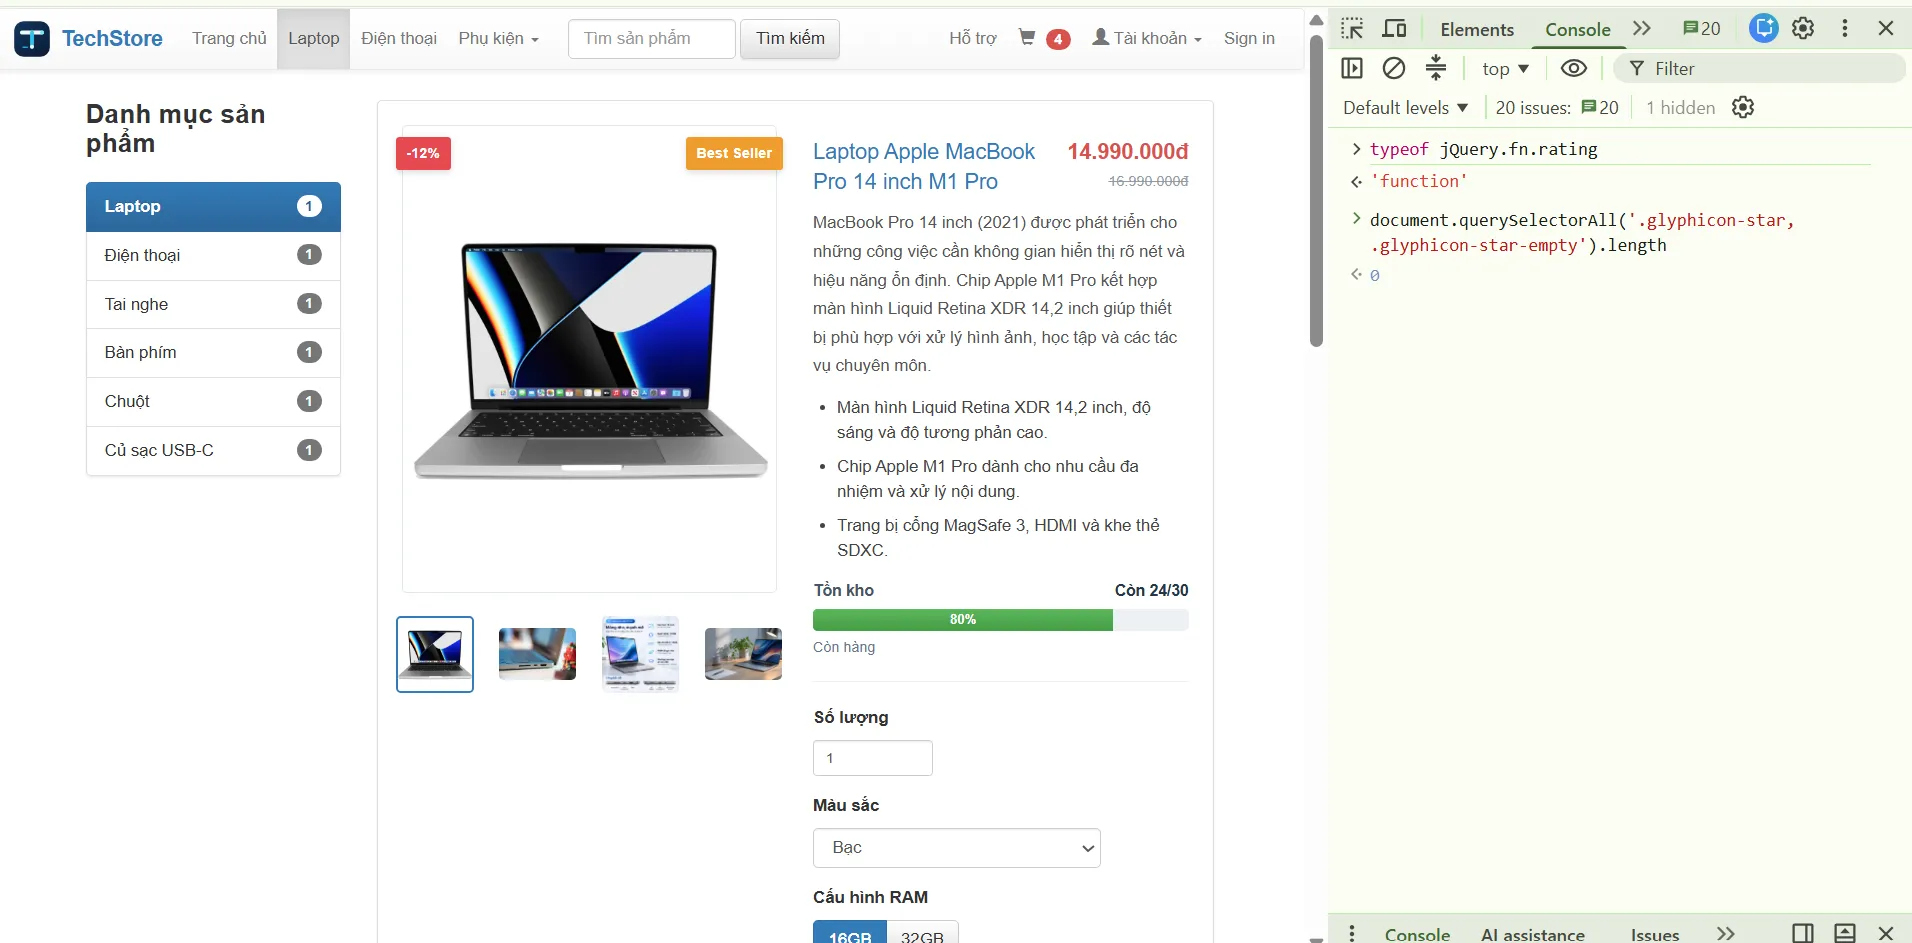 TechStore
Trang chủ
Laptop
Điện thoại
Phụ kiện
Tìm sản phẩm
Tìm kiếm
Hỗ trợ
4
Tài khoản
Sign in
Danh mục sản
phẩm
Laptop 1
Điện thoại 1
Tai nghe 1
Bàn phím 1
Chuột 1
Củ sạc USB-C 1
-12%
Best Seller
Laptop Apple MacBook
Pro 14 inch M1 Pro
14.990.000đ
16.990.000đ
MacBook Pro 14 inch (2021) được phát triển cho
những công việc cần không gian hiển thị rõ nét và
hiệu năng ổn định. Chip Apple M1 Pro kết hợp
màn hình Liquid Retina XDR 14,2 inch giúp thiết
bị phù hợp với xử lý hình ảnh, học tập và các tác
vụ chuyên môn.
• Màn hình Liquid Retina XDR 14,2 inch, độ
sáng và độ tương phản cao.
• Chip Apple M1 Pro dành cho nhu cầu đa
nhiệm và xử lý nội dung.
• Trang bị cổng MagSafe 3, HDMI và khe thẻ
SDXC.
Tồn kho
Còn 24/30
80%
Còn hàng
Số lượng
1
Màu sắc
Bạc
Cấu hình RAM
16GB
32GB
Elements
Console
20
top
Filter
Default levels
20 issues: 20
1 hidden
> typeof jQuery.fn.rating
'function'
> document.querySelectorAll('.glyphicon-star,
.glyphicon-star-empty').length
0
Console
AI assistance
Issues